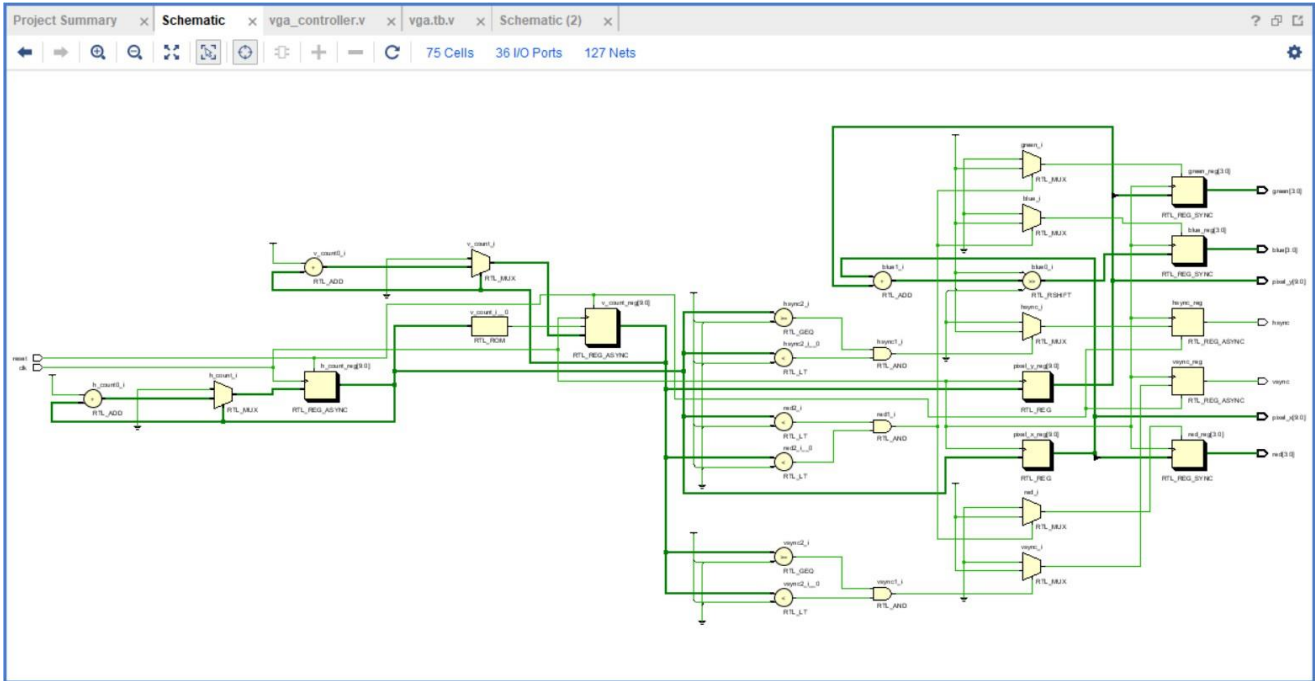 Project Summary
Schematic
vga_controller.v
vga.tb.v
Schematic (2)
75 Cells
36 I/O Ports
127 Nets
green_i
RTL_MUX
green_reg[3:0]
RTL_REG_SYNC
green[3:0]
blue_i
RTL_MUX
blue_reg[3:0]
RTL_REG_SYNC
blue[3:0]
v_count0_i
+
RTL_ADD
v_count_i
RTL_MUX
blue1_i
+
RTL_ADD
blue0_i
>>
RTL_RSHIFT
pixel_y[9:0]
v_count_i__0
RTL_ROM
v_count_reg[9:0]
RTL_REG_ASYNC
hsync2_i
>=
RTL_GEQ
hsync_i
RTL_MUX
hsync_reg
RTL_REG_ASYNC
hsync
hsync2_i__0
<
RTL_LT
hsync1_i
RTL_AND
reset
clk
h_count0_i
+
RTL_ADD
h_count_i
RTL_MUX
h_count_reg[9:0]
RTL_REG_ASYNC
pixel_y_reg[9:0]
RTL_REG
vsync_reg
RTL_REG_ASYNC
vsync
red2_i
<
RTL_LT
red1_i
RTL_AND
pixel_x[9:0]
red2_i__0
<
RTL_LT
pixel_x_reg[9:0]
RTL_REG
red_reg[3:0]
RTL_REG_SYNC
red[3:0]
red_i
RTL_MUX
vsync2_i
>=
RTL_GEQ
vsync_i
RTL_MUX
vsync2_i__0
<
RTL_LT
vsync1_i
RTL_AND